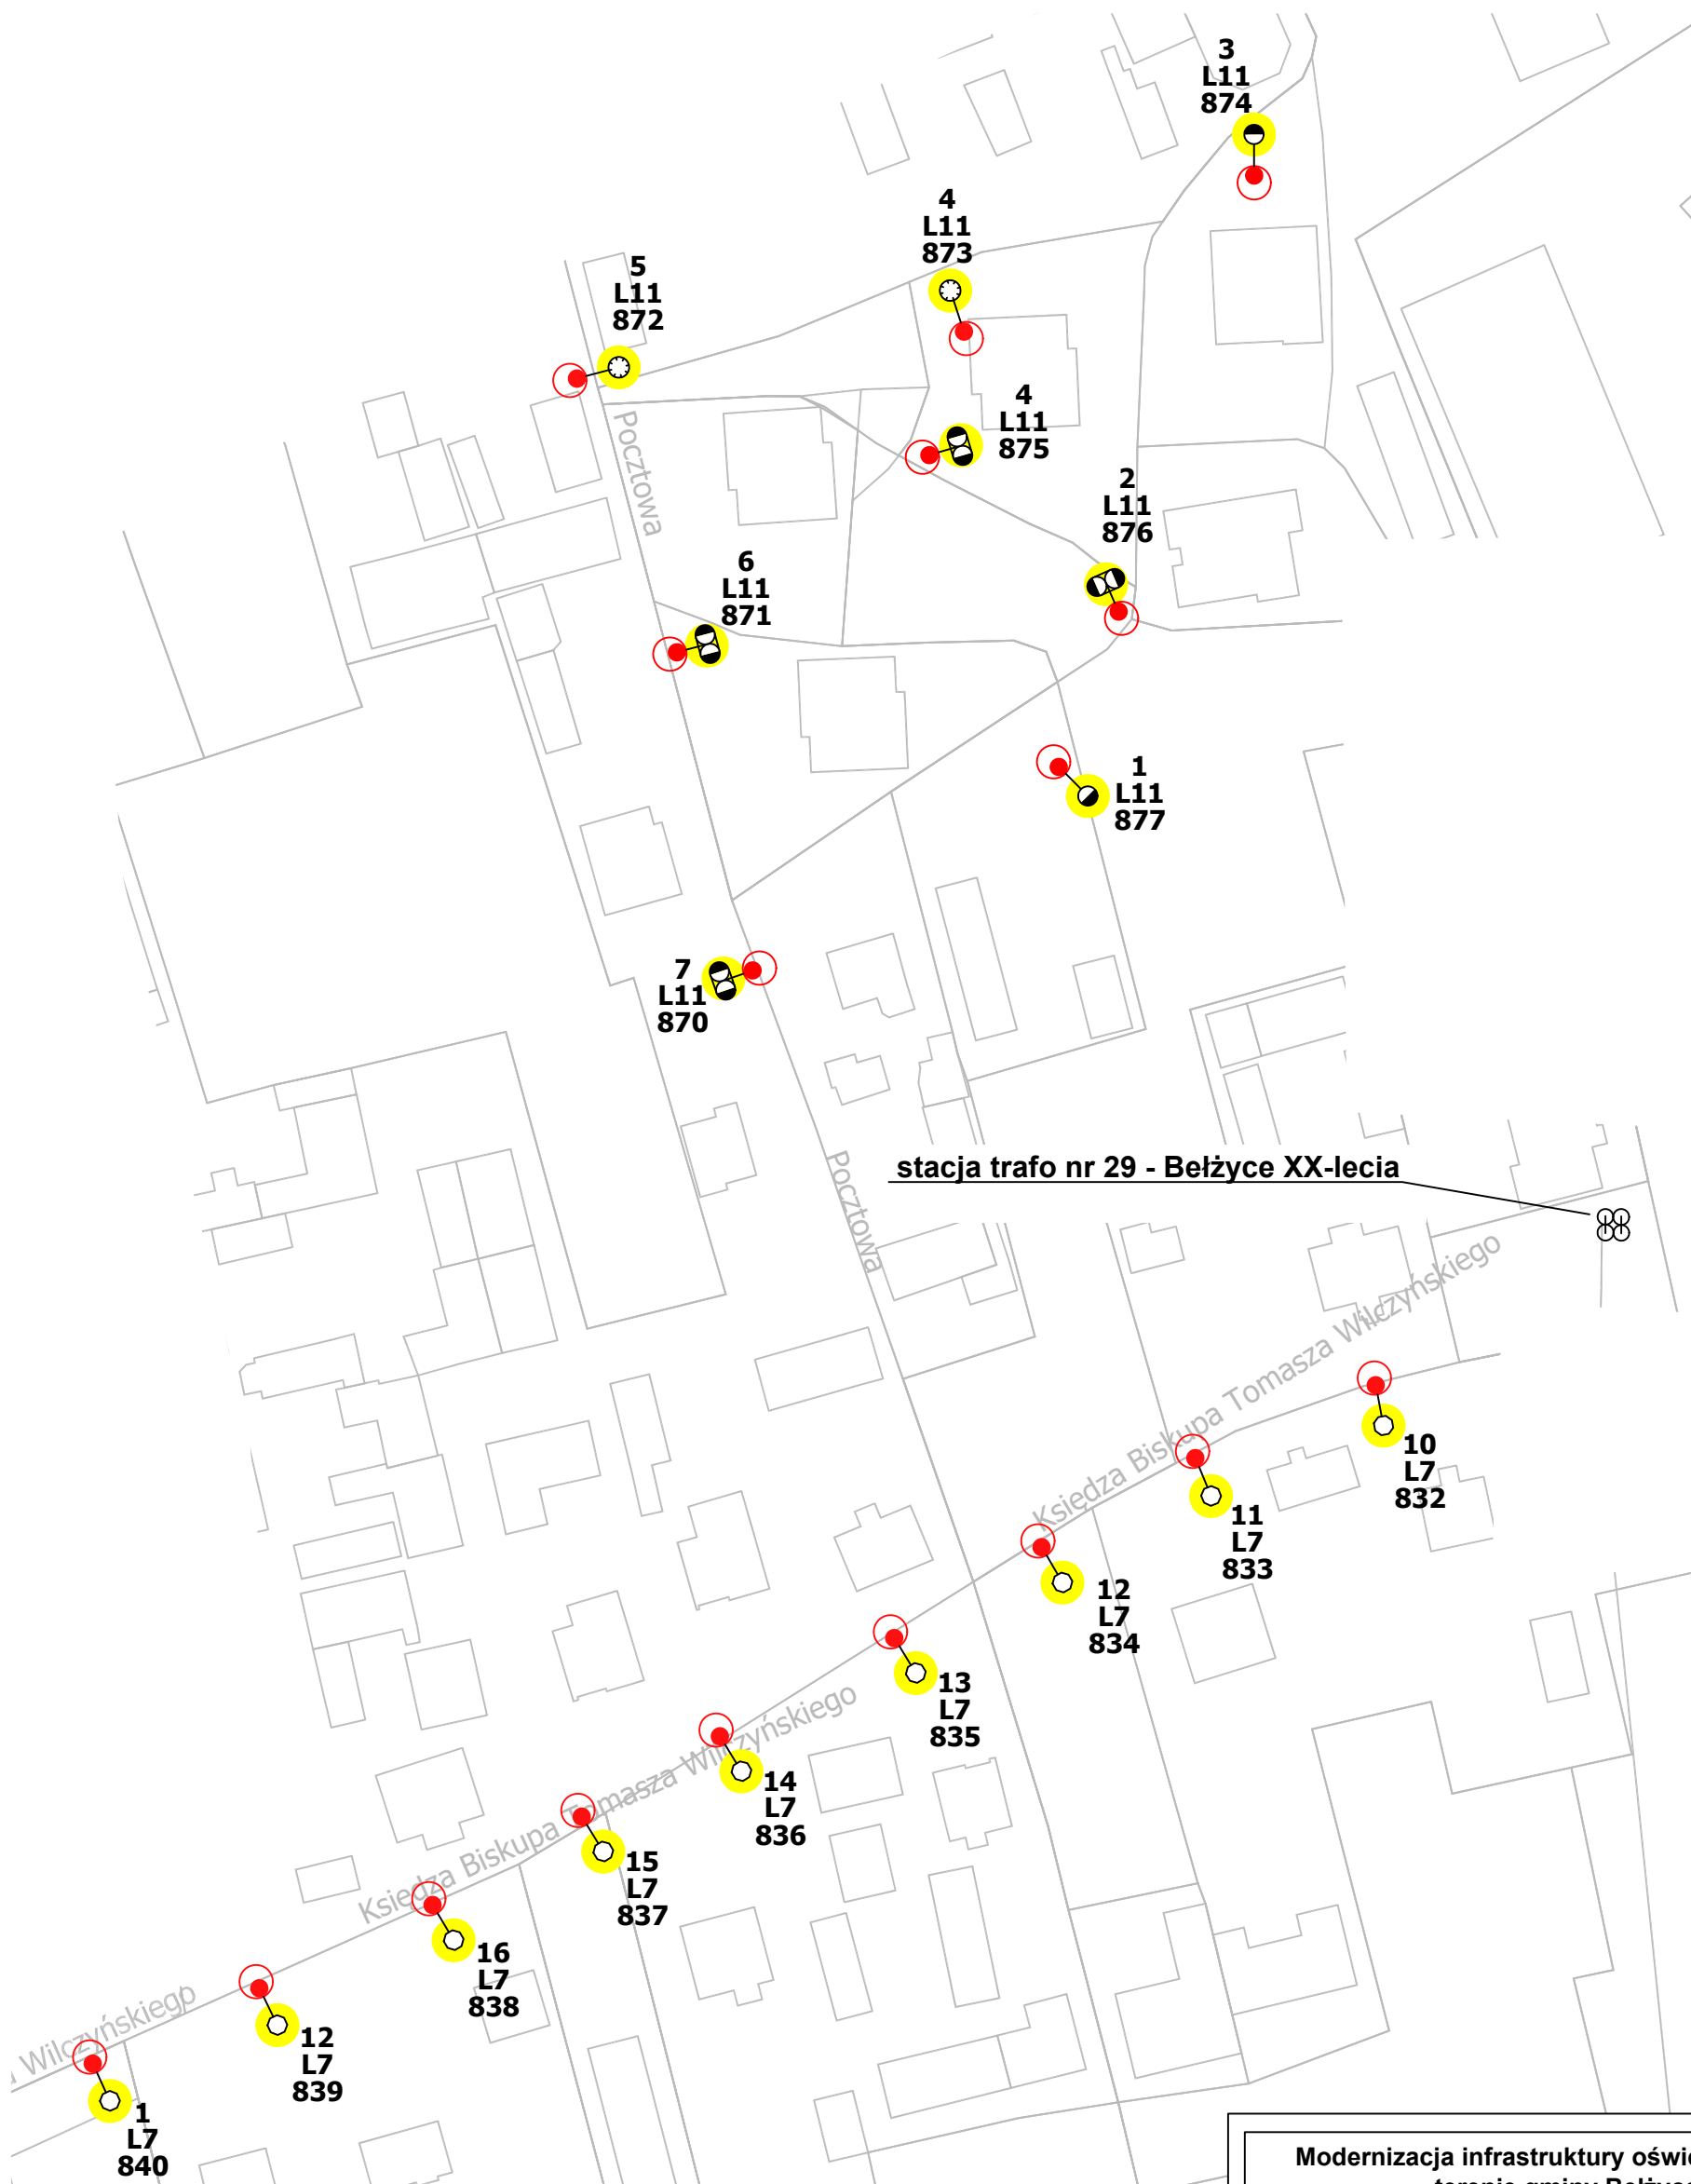 3
L11
874
4
L11
873
5
L11
872
4
L11
875
Pocztowa
2
L11
876
6
L11
871
1
L11
877
7
L11
870
Pocztowa
stacja trafo nr 29 - Bełżyce XX-lecia
Księdza Biskupa Tomasza Wilczyńskiego
10
L7
832
11
L7
833
12
L7
834
13
L7
835
14
L7
836
Księdza Biskupa Tomasza Wilczyńskiego
15
L7
837
16
L7
838
Wilczyńskiego
12
L7
839
1
L7
840
Modernizacja infrastruktury